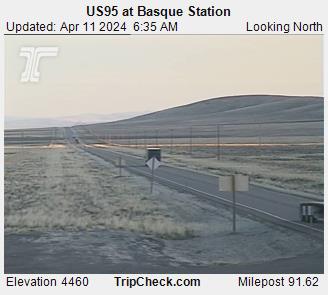 US95 at Basque Station
Updated: Apr 11 2024 6:35 AM Looking North
Elevation 4460 TripCheck.com Milepost 91.62